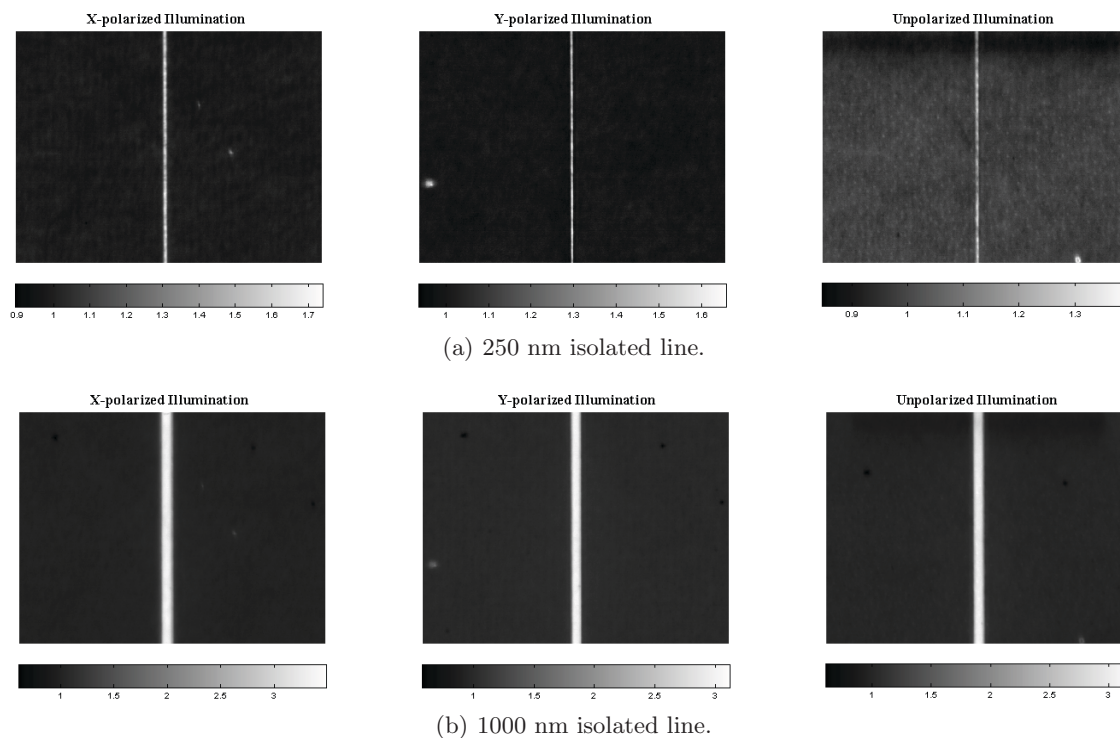 X-polarized Illumination Y-polarized Illumination Unpolarized Illumination
0.9 1 1.1 1.2 1.3 1.4 1.5 1.6 1.7 1 1.1 1.2 1.3 1.4 1.5 1.6 0.9 1 1.1 1.2 1.3
(a) 250 nm isolated line.
X-polarized Illumination Y-polarized Illumination Unpolarized Illumination
1 1.5 2 2.5 3 1 1.5 2 2.5 3 1 1.5 2 2.5 3
(b) 1000 nm isolated line.